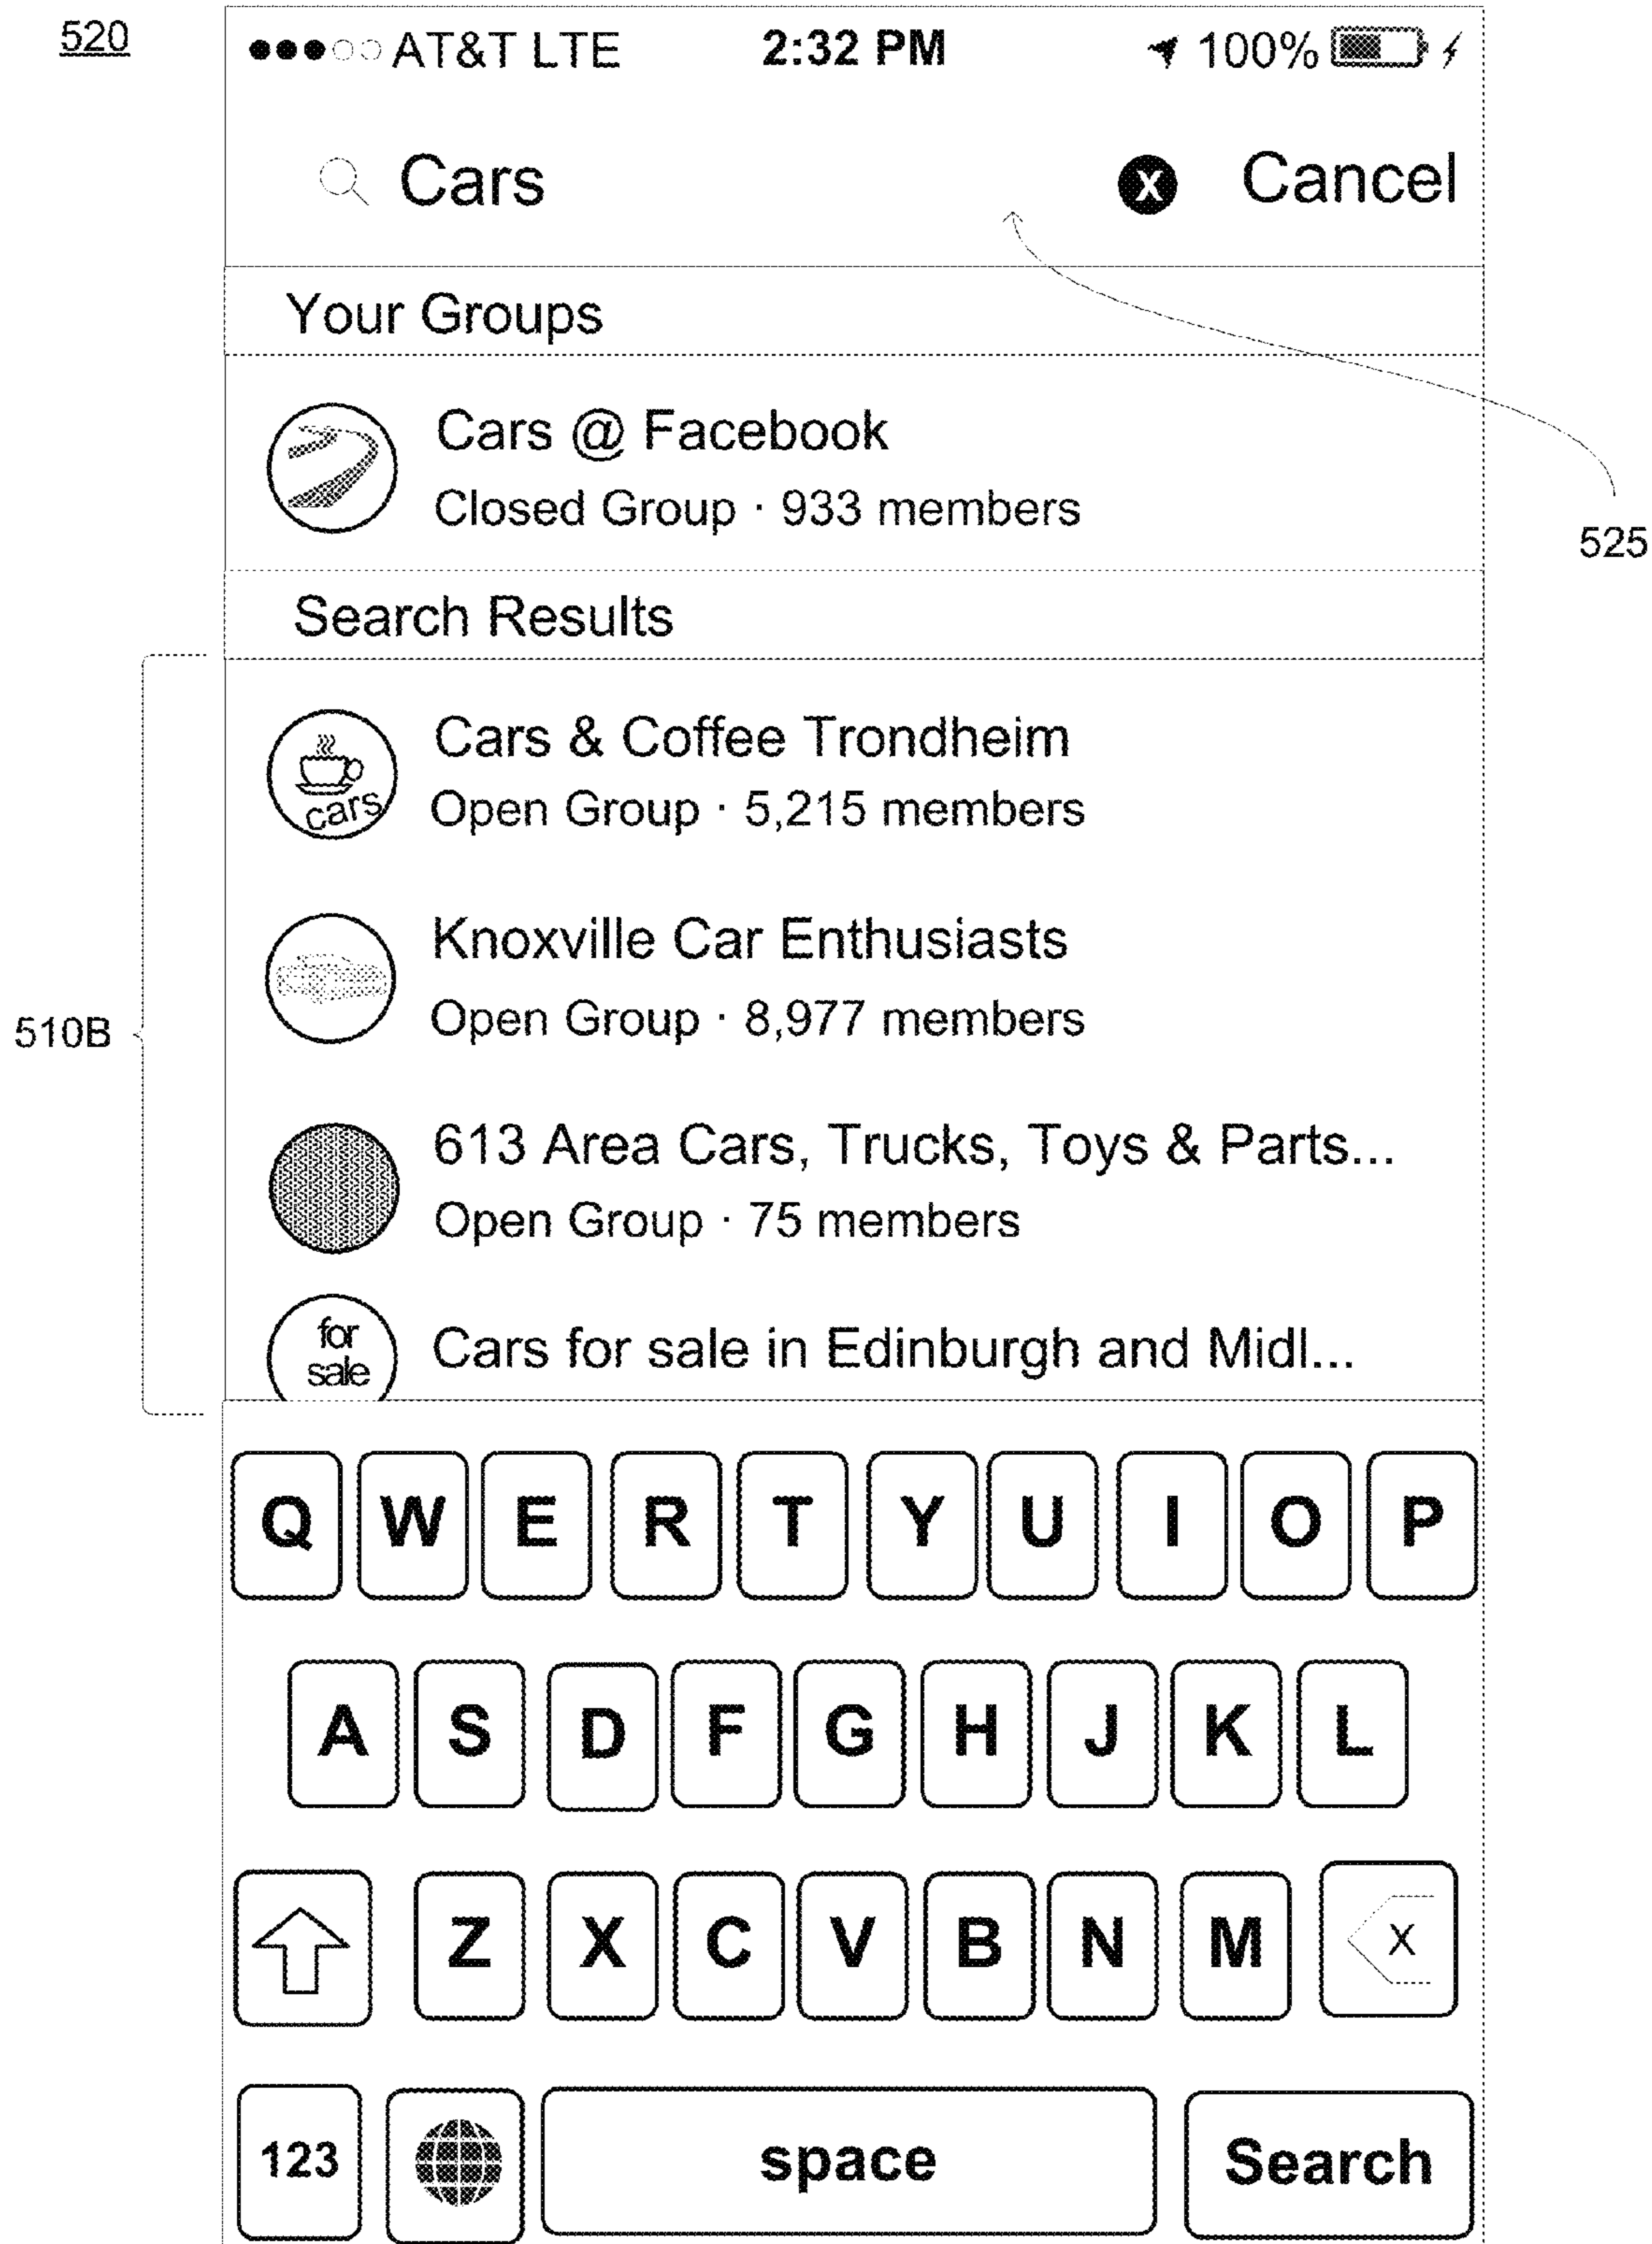 520
AT&T LTE 2:32 PM 100%
Cars X Cancel
Your Groups
Cars @ Facebook
Closed Group · 933 members
525
Search Results
Cars & Coffee Trondheim
cars
Open Group · 5,215 members
Knoxville Car Enthusiasts
Open Group · 8,977 members
510B
613 Area Cars, Trucks, Toys & Parts...
Open Group · 75 members
for
sale
Cars for sale in Edinburgh and Midl...
Q W E R T Y U I O P
A S D F G H J K L
Z X C V B N M X
123 space Search